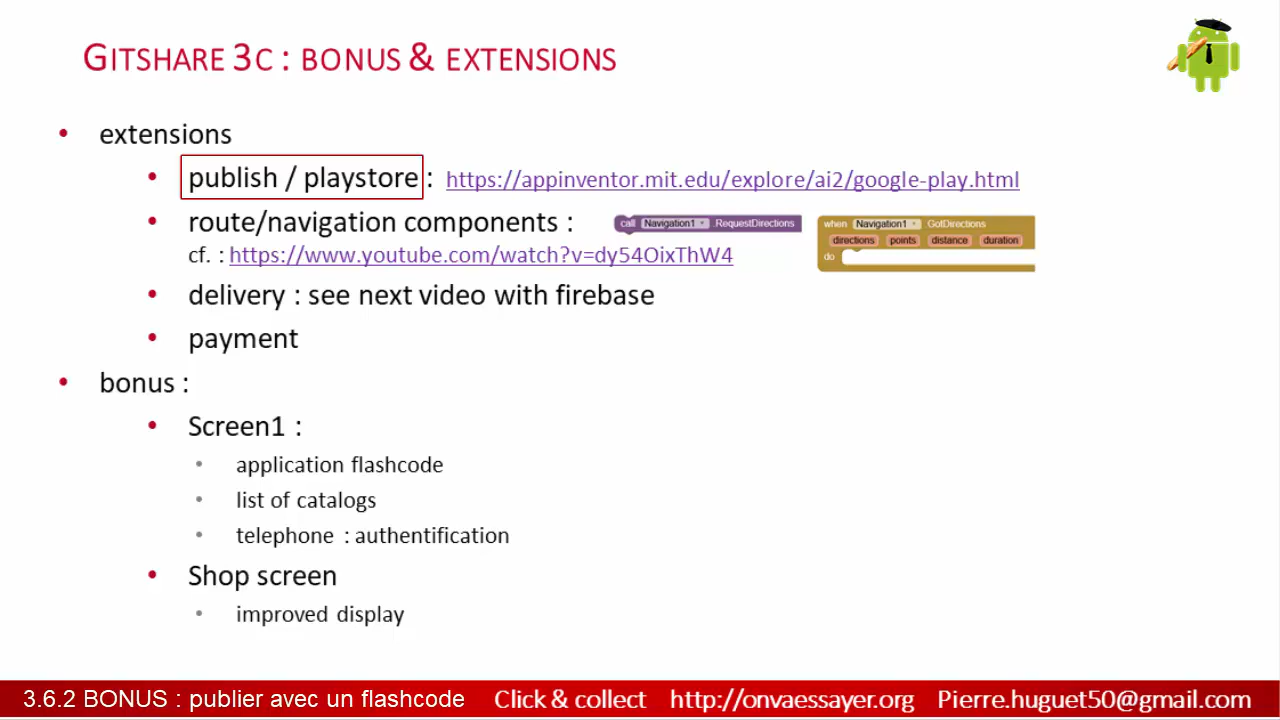 GITSHARE 3C : BONUS & EXTENSIONS
• extensions
• publish / playstore : https://appinventor.mit.edu/explore/ai2/google-play.html
• route/navigation components :
call Navigation1 RequestDirections
when Navigation1 GotDirections
directions points distance duration
do
cf. : https://www.youtube.com/watch?v=dy54OixThW4
• delivery : see next video with firebase
• payment
• bonus :
• Screen1 :
• application flashcode
• list of catalogs
• telephone : authentification
• Shop screen
• improved display
3.6.2 BONUS : publier avec un flashcode Click & collect http://onvaessayer.org Pierre.huguet50@gmail.com